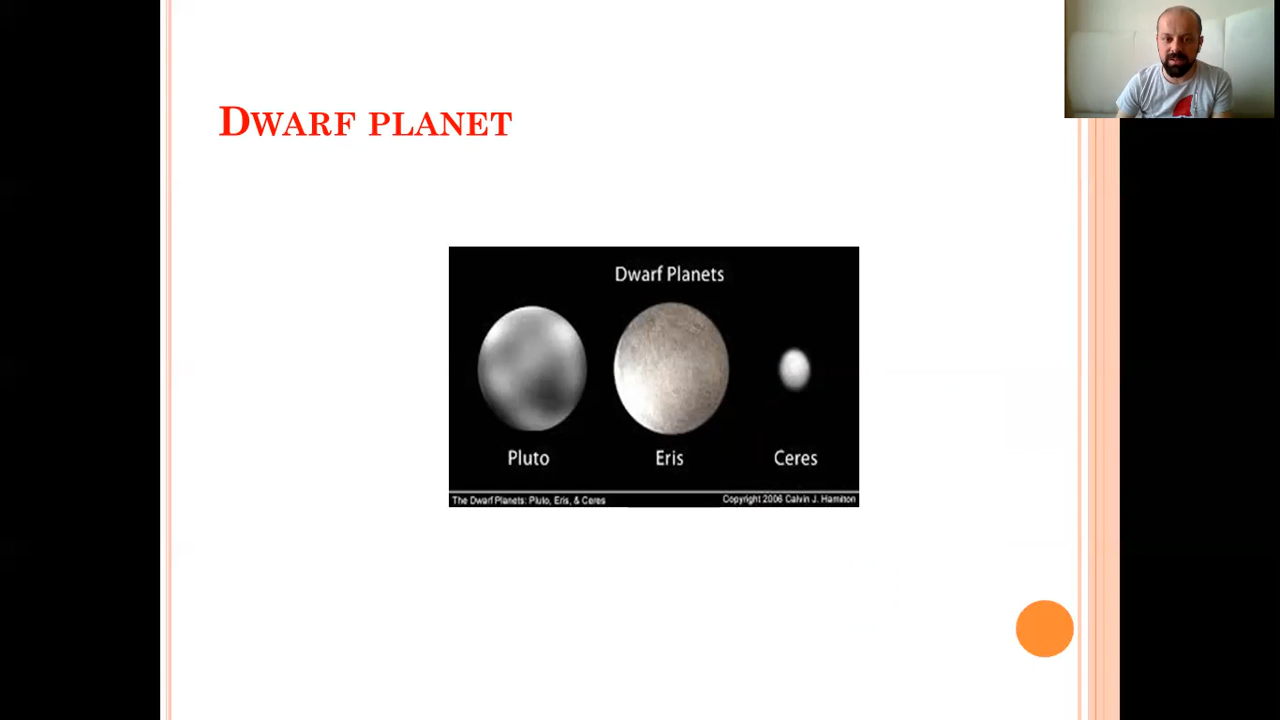 DWARF PLANET
Dwarf Planets
Pluto Eris Ceres
The Dwarf Planets: Pluto, Eris, & Ceres Copyright 2006 Calvin J. Hamilton